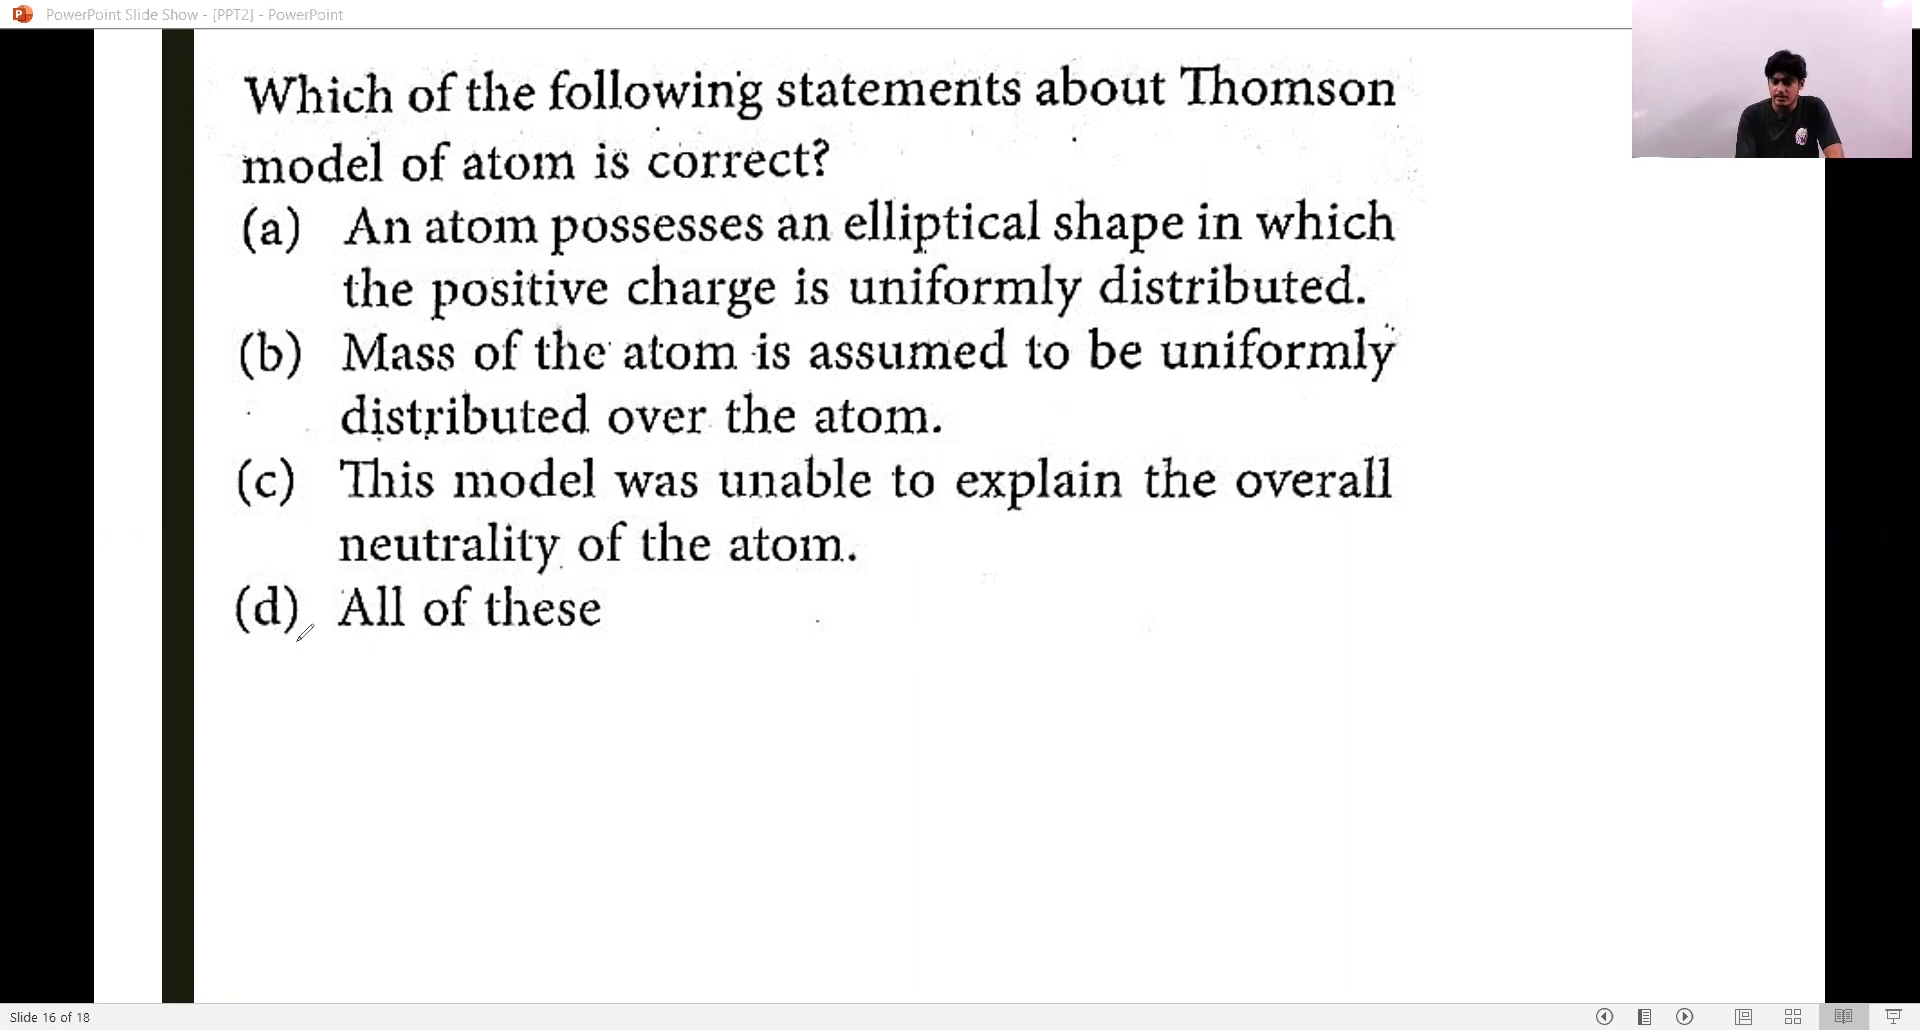 PowerPoint Slide Show - [PPT2] - PowerPoint
Which of the following statements about Thomson
model of atom is correct?
(a) An atom possesses an elliptical shape in which
the positive charge is uniformly distributed.
(b) Mass of the atom is assumed to be uniformly
distributed over the atom.
(c) This model was unable to explain the overall
neutrality of the atom.
(d) All of these
Slide 16 of 18